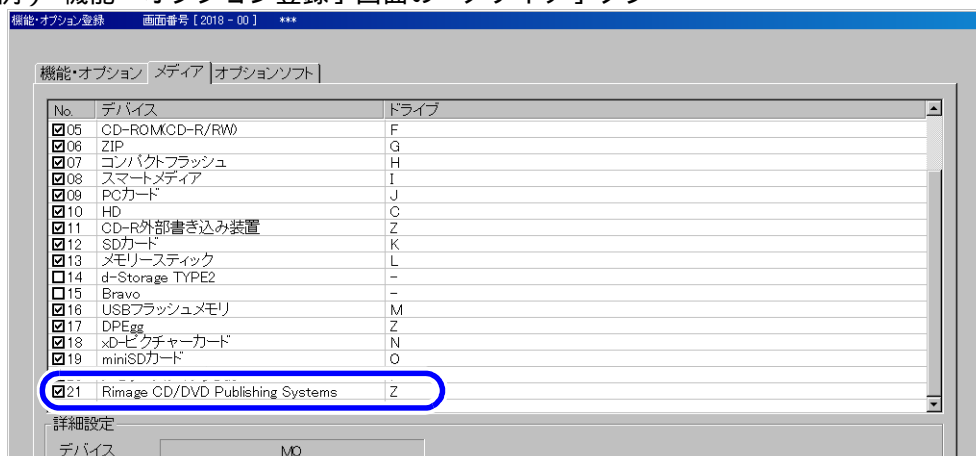 機能・オプション登録 画面番号 [ 2018 - 00 ] ***
機能・オプション メディア オプションソフト
No. デバイス ドライブ
05 CD-ROM(CD-R/RW) F
06 ZIP G
07 コンパクトフラッシュ H
08 スマートメディア I
09 PCカード J
10 HD C
11 CD-R外部書き込み装置 Z
12 SDカード K
13 メモリースティック L
14 d-Storage TYPE2 -
15 Bravo -
16 USBフラッシュメモリ M
17 DPEgg Z
18 xD-ピクチャーカード N
19 miniSDカード O
21 Rimage CD/DVD Publishing Systems Z
詳細設定
デバイス MO